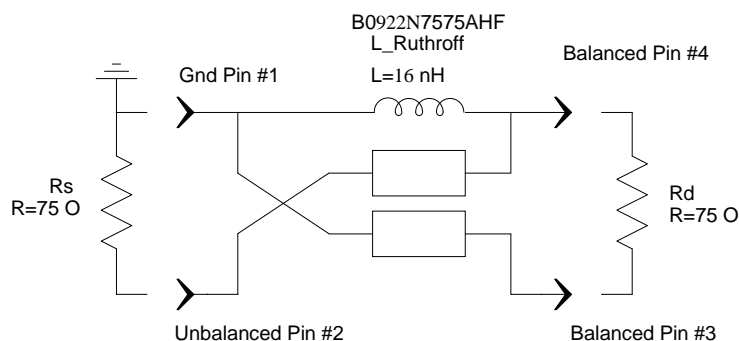 B0922N7575AHF
L_Ruthroff
L=16 nH
Gnd Pin #1
Balanced Pin #4
Rs
R=75 O
Rd
R=75 O
Unbalanced Pin #2
Balanced Pin #3